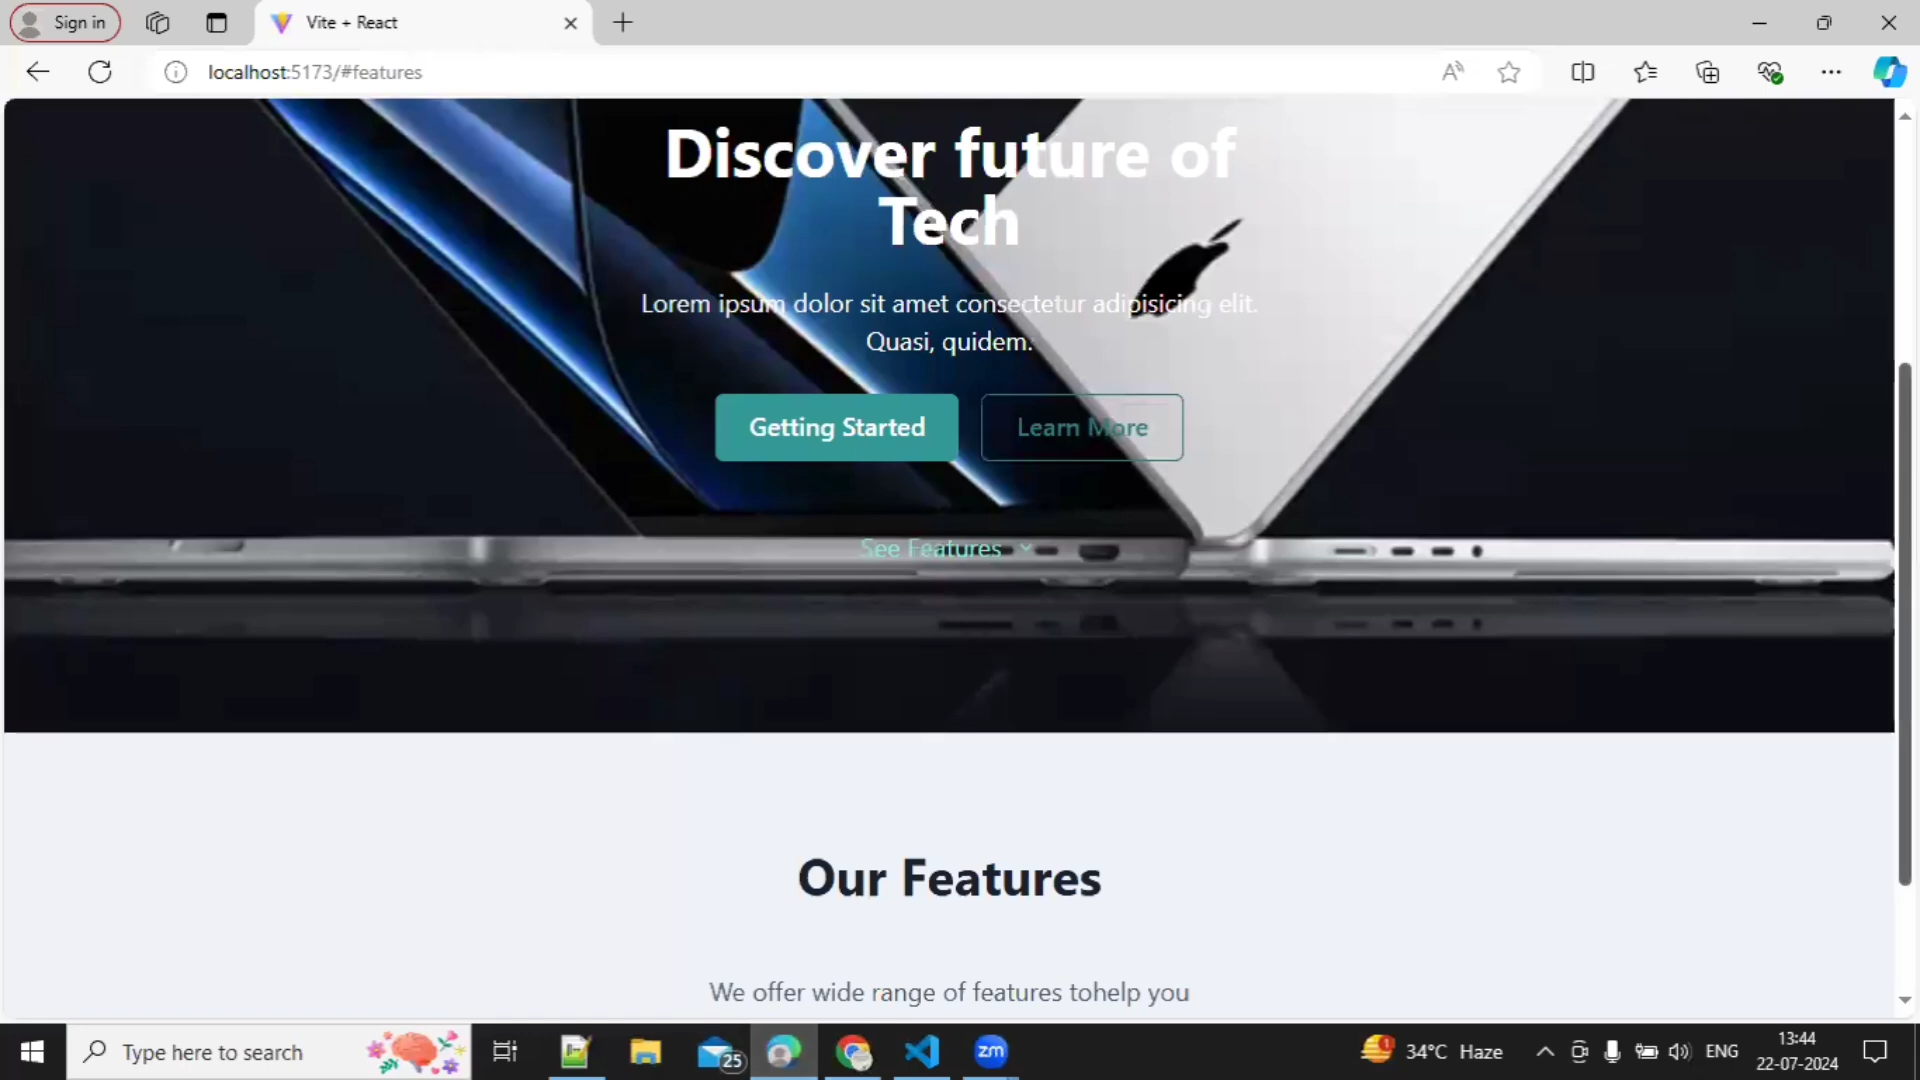 Sign in
Vite + React
localhost:5173/#features
Discover future of
Tech
Lorem ipsum dolor sit amet consectetur adipisicing elit.
Quasi, quidem.
Getting Started
Learn More
See Features
Our Features
We offer wide range of features tohelp you
Type here to search
25
zm
1
34°C Haze
ENG
13:44
22-07-2024